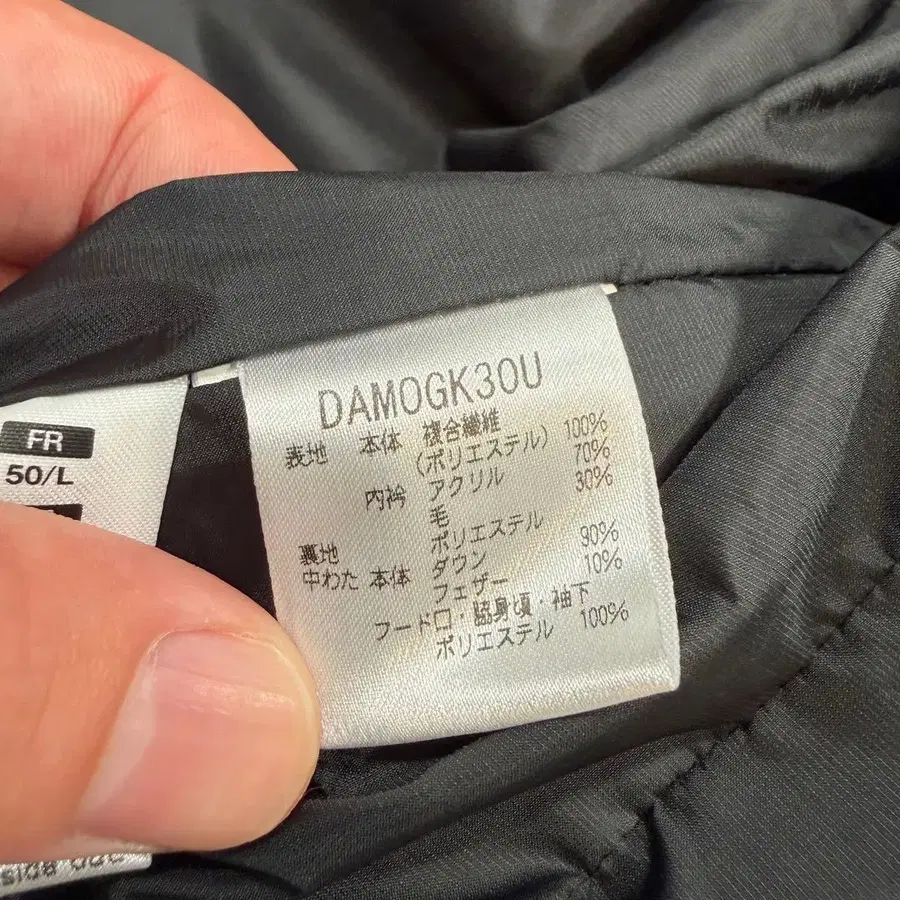 FR
50/L
DAMOGK30U
表地 本体 複合繊維
(ポリエステル) 100%
内衿 アクリル 70%
毛 30%
裏地 ポリエステル
中わた 本体 ダウン 90%
フェザー 10%
フード口・脇身頃・袖下
ポリエステル 100%
side out